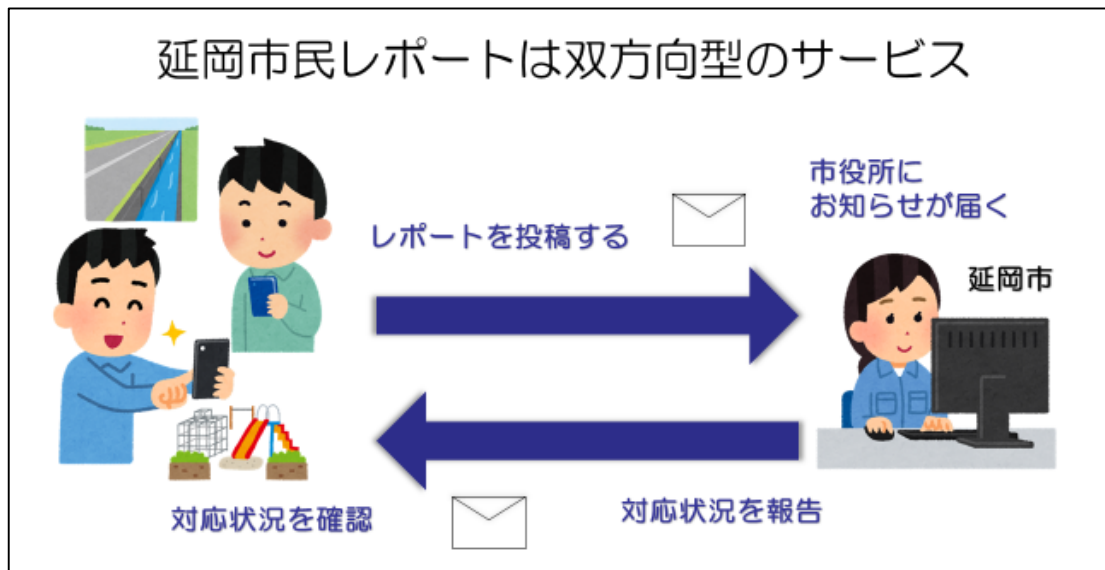 延岡市民レポートは双方向型のサービス
市役所に
お知らせが届く
レポートを投稿する
延岡市
対応状況を確認
対応状況を報告